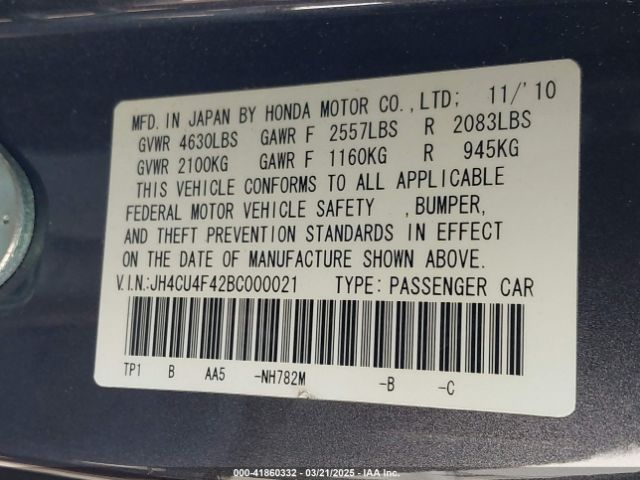 MFD. IN JAPAN BY HONDA MOTOR CO.,LTD; 11/'10
GVWR 4630LBS GAWR F 2557LBS R 2083LBS
GVWR 2100KG GAWR F 1160KG R 945KG
THIS VEHICLE CONFORMS TO ALL APPLICABLE
FEDERAL MOTOR VEHICLE SAFETY ,BUMPER,
AND THEFT PREVENTION STANDARDS IN EFFECT
ON THE DATE OF MANUFACTURE SHOWN ABOVE.
V.I.N.:JH4CU4F42BC000021 TYPE: PASSENGER CAR
TP1 B AA5 -NH782M -B -C
000-41860332 - 03/21/2025 - IAA Inc.